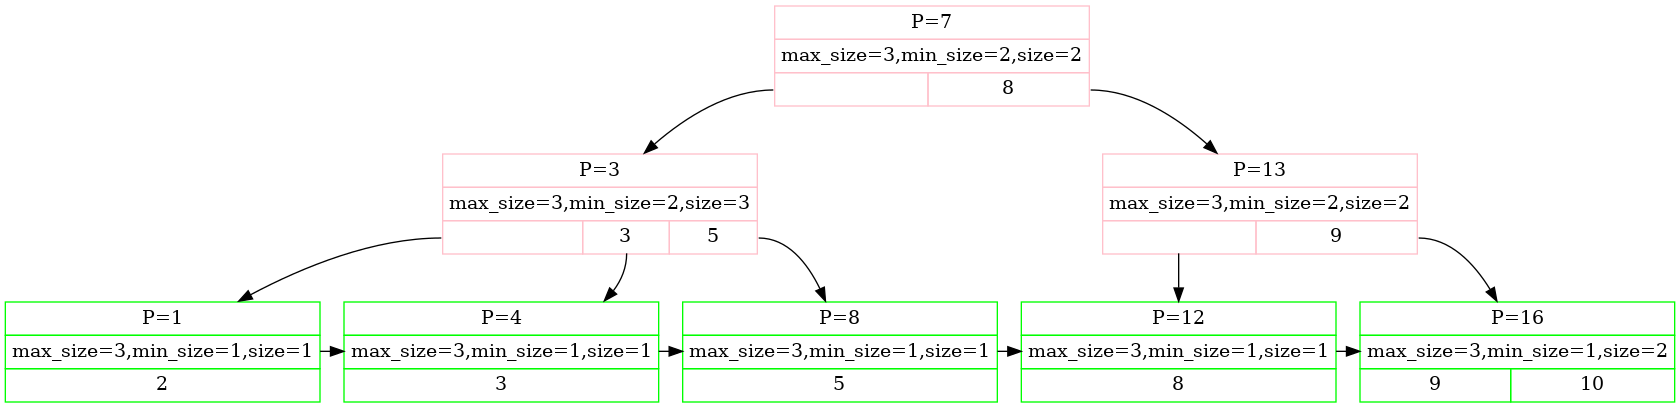 P=7
max_size=3,min_size=2,size=2
8
P=3
max_size=3,min_size=2,size=3
3 5
P=13
max_size=3,min_size=2,size=2
9
P=1
max_size=3,min_size=1,size=1
2
P=4
max_size=3,min_size=1,size=1
3
P=8
max_size=3,min_size=1,size=1
5
P=12
max_size=3,min_size=1,size=1
8
P=16
max_size=3,min_size=1,size=2
9 10